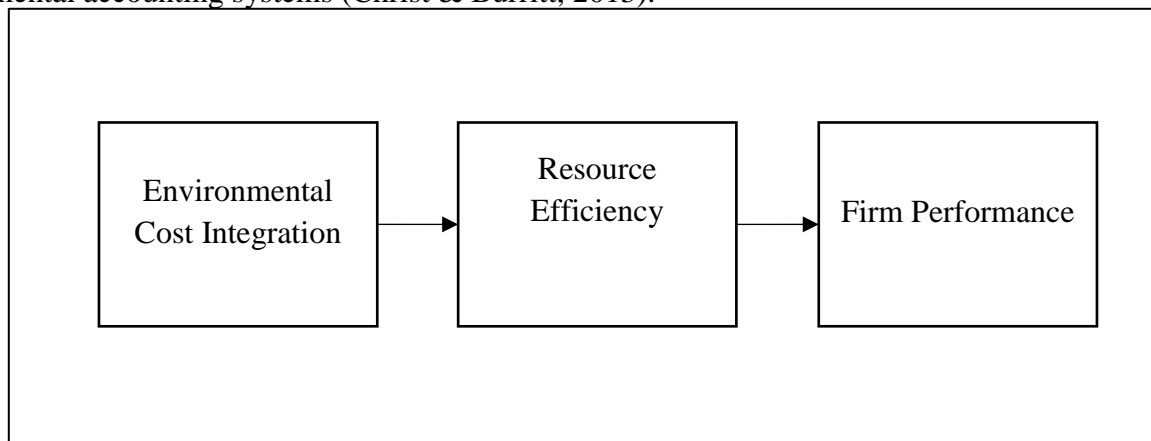 mental accounting systems (Christ & Burritt, 2013).
Environmental
Cost Integration
Resource
Efficiency
Firm Performance